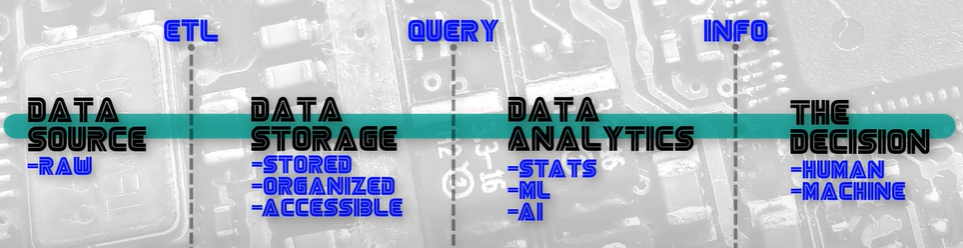 ETL
QUERY
INFO
DATA
SOURCE
-RAW
DATA
STORAGE
-STORED
-ORGANIZED
-ACCESSIBLE
DATA
ANALYTICS
-STATS
-ML
-AI
THE
DECISION
-HUMAN
-MACHINE